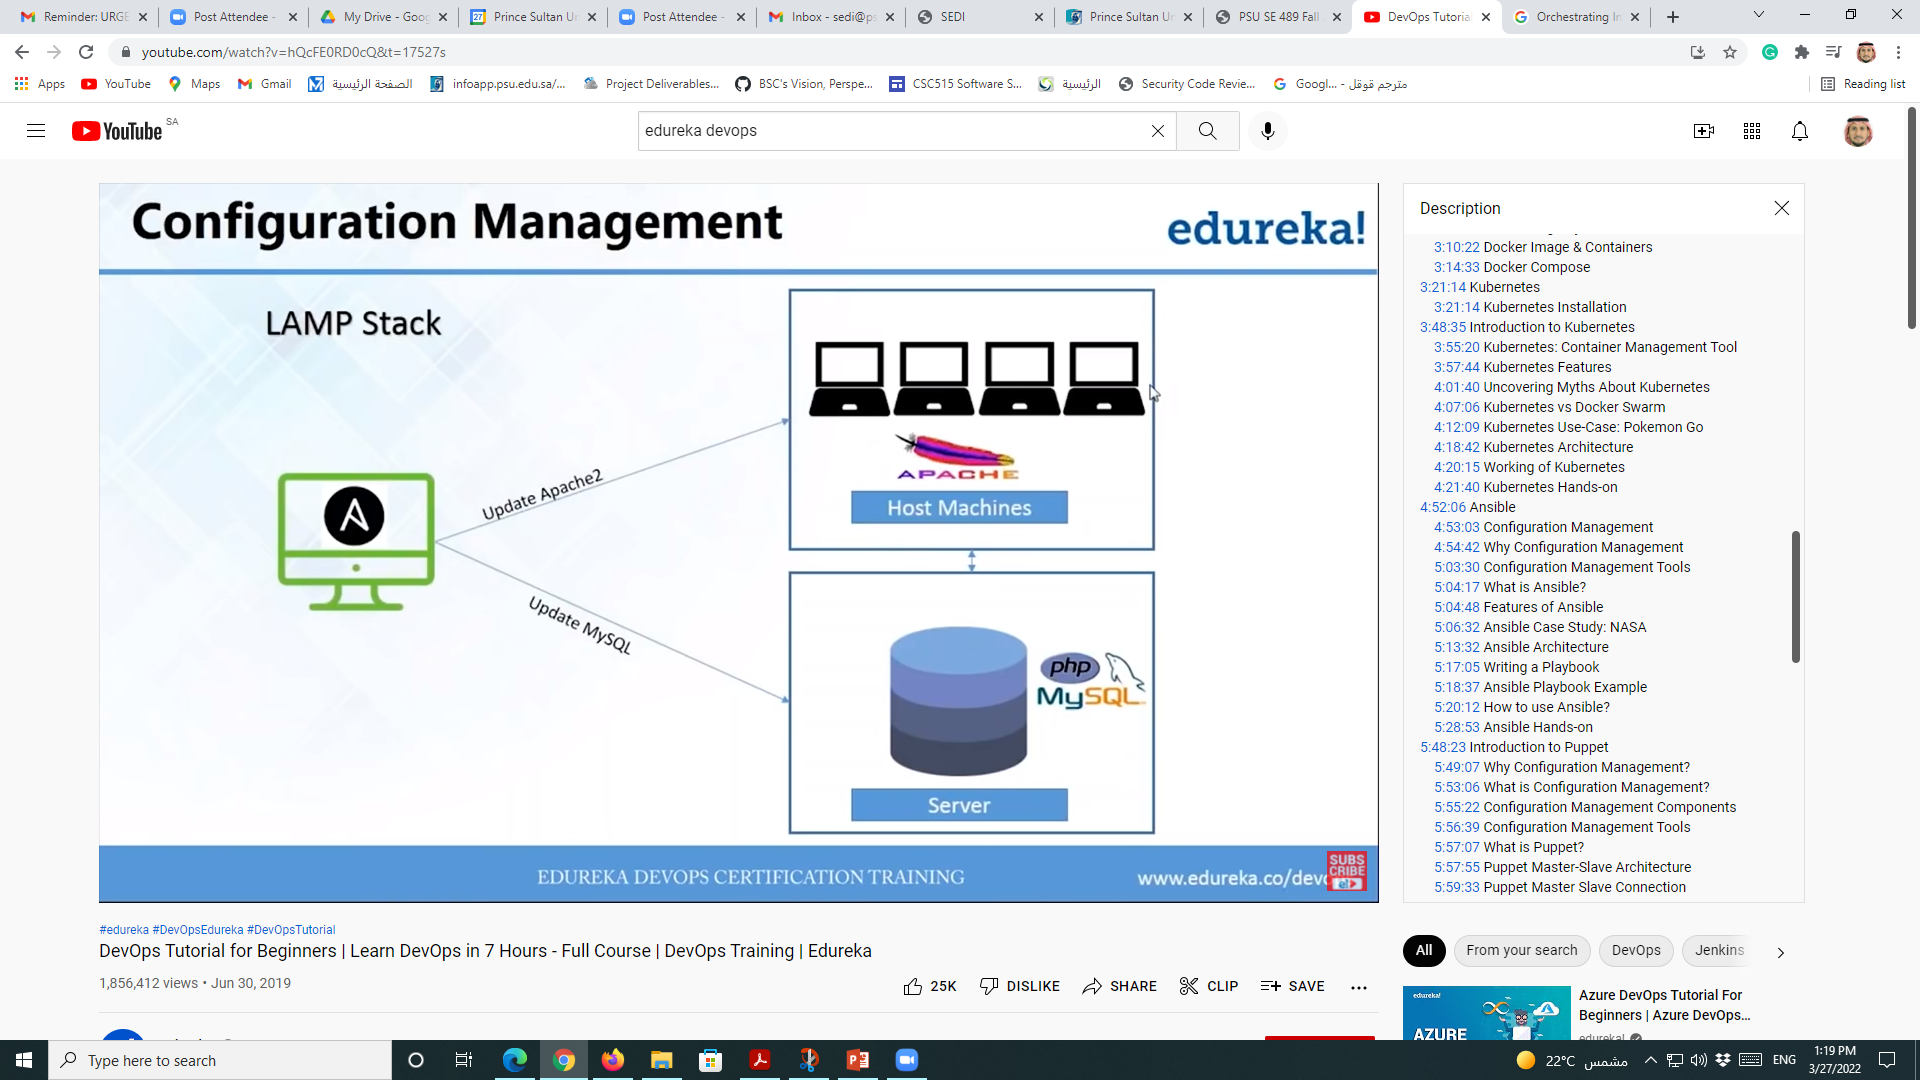 Reminder: URGE
Post Attendee -
My Drive - Goog
Prince Sultan Un
Post Attendee -
Inbox - sedi@ps
SEDI
Prince Sultan Un
PSU SE 489 Fall
DevOps Tutorial
Orchestrating In
youtube.com/watch?v=hQcFE0RD0cQ&t=17527s
Apps
YouTube
Maps
Gmail
الصفحة الرئيسية
infoapp.psu.edu.sa/...
Project Deliverables...
BSC's Vision, Perspe...
CSC515 Software S...
الرئيسية
Security Code Revie...
مترجم قوقل - Googl...
Reading list
YouTube SA
edureka devops
Configuration Management
edureka!
LAMP Stack
Update Apache2
Update MySQL
APACHE
Host Machines
php
MySQL
Server
EDUREKA DEVOPS CERTIFICATION TRAINING
www.edureka.co/devo
SUBS
CRIBE
Description
3:10:22 Docker Image & Containers
3:14:33 Docker Compose
3:21:14 Kubernetes
3:21:14 Kubernetes Installation
3:48:35 Introduction to Kubernetes
3:55:20 Kubernetes: Container Management Tool
3:57:44 Kubernetes Features
4:01:40 Uncovering Myths About Kubernetes
4:07:06 Kubernetes vs Docker Swarm
4:12:09 Kubernetes Use-Case: Pokemon Go
4:18:42 Kubernetes Architecture
4:20:15 Working of Kubernetes
4:21:40 Kubernetes Hands-on
4:52:06 Ansible
4:53:03 Configuration Management
4:54:42 Why Configuration Management
5:03:30 Configuration Management Tools
5:04:17 What is Ansible?
5:04:48 Features of Ansible
5:06:32 Ansible Case Study: NASA
5:13:32 Ansible Architecture
5:17:05 Writing a Playbook
5:18:37 Ansible Playbook Example
5:20:12 How to use Ansible?
5:28:53 Ansible Hands-on
5:48:23 Introduction to Puppet
5:49:07 Why Configuration Management?
5:53:06 What is Configuration Management?
5:55:22 Configuration Management Components
5:56:39 Configuration Management Tools
5:57:07 What is Puppet?
5:57:55 Puppet Master-Slave Architecture
5:59:33 Puppet Master Slave Connection
#edureka #DevOpsEdureka #DevOpsTutorial
DevOps Tutorial for Beginners | Learn DevOps in 7 Hours - Full Course | DevOps Training | Edureka
1,856,412 views • Jun 30, 2019
25K
DISLIKE
SHARE
CLIP
SAVE
All
From your search
DevOps
Jenkins
edureka!
AZURE
Azure DevOps Tutorial For
Beginners | Azure DevOps...
edureka!
Type here to search
22°C مشمس
ENG
1:19 PM
3/27/2022